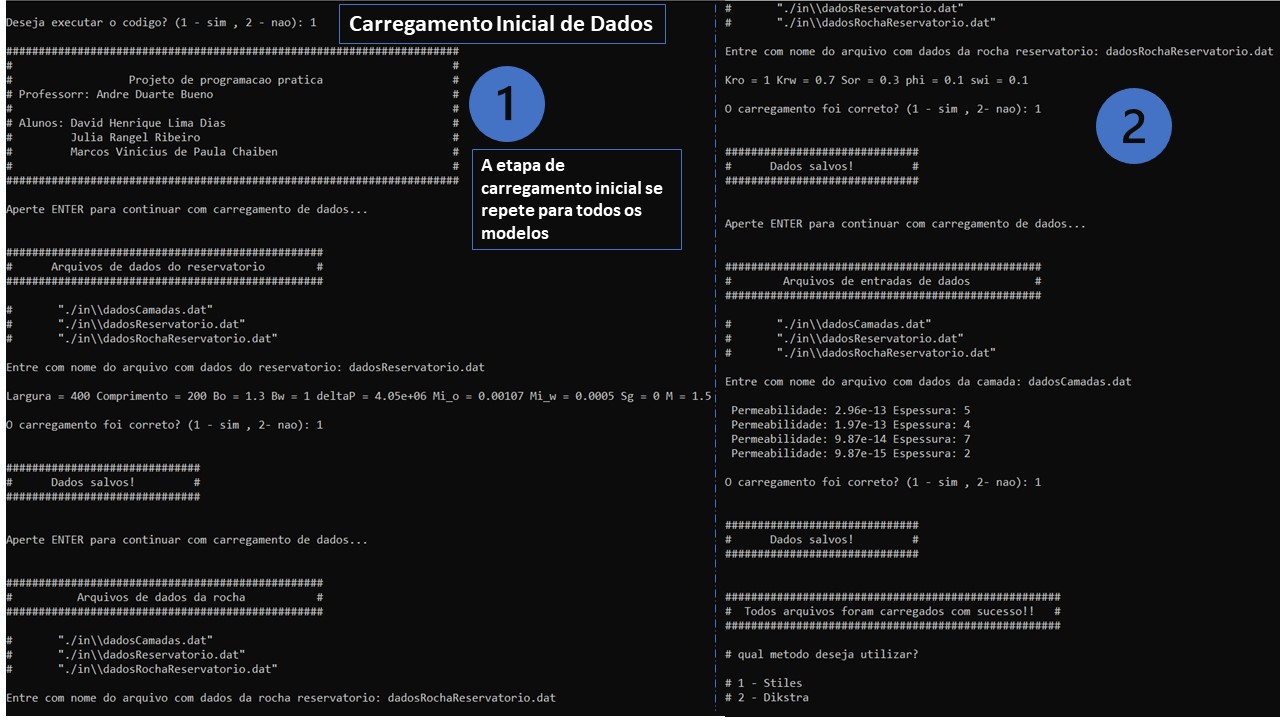 Deseja executar o codigo? (1 - sim , 2 - nao): 1
Carregamento Inicial de Dados
######################################################################
# #
# Projeto de programacao pratica #
# Professorr: Andre Duarte Bueno #
# #
# Alunos: David Henrique Lima Dias #
# Julia Rangel Ribeiro #
# Marcos Vinicius de Paula Chaiben #
# #
######################################################################
1
A etapa de
carregamento inicial se
repete para todos os
modelos
Aperte ENTER para continuar com carregamento de dados...
#################################################
# Arquivos de dados do reservatorio #
#################################################
# "./in\\dadosCamadas.dat"
# "./in\\dadosReservatorio.dat"
# "./in\\dadosRochaReservatorio.dat"
Entre com nome do arquivo com dados do reservatorio: dadosReservatorio.dat
Largura = 400 Comprimento = 200 Bo = 1.3 Bw = 1 deltaP = 4.05e+06 Mi_o = 0.00107 Mi_w = 0.0005 Sg = 0 M = 1.5
O carregamento foi correto? (1 - sim , 2- nao): 1
##############################
# Dados salvos! #
##############################
Aperte ENTER para continuar com carregamento de dados...
#################################################
# Arquivos de dados da rocha #
#################################################
# "./in\\dadosCamadas.dat"
# "./in\\dadosReservatorio.dat"
# "./in\\dadosRochaReservatorio.dat"
Entre com nome do arquivo com dados da rocha reservatorio: dadosRochaReservatorio.dat
# "./in\\dadosReservatorio.dat"
# "./in\\dadosRochaReservatorio.dat"
Entre com nome do arquivo com dados da rocha reservatorio: dadosRochaReservatorio.dat
Kro = 1 Krw = 0.7 Sor = 0.3 phi = 0.1 swi = 0.1
O carregamento foi correto? (1 - sim , 2- nao): 1
2
##############################
# Dados salvos! #
##############################
Aperte ENTER para continuar com carregamento de dados...
#################################################
# Arquivos de entradas de dados #
#################################################
# "./in\\dadosCamadas.dat"
# "./in\\dadosReservatorio.dat"
# "./in\\dadosRochaReservatorio.dat"
Entre com nome do arquivo com dados da camada: dadosCamadas.dat
Permeabilidade: 2.96e-13 Espessura: 5
Permeabilidade: 1.97e-13 Espessura: 4
Permeabilidade: 9.87e-14 Espessura: 7
Permeabilidade: 9.87e-15 Espessura: 2
O carregamento foi correto? (1 - sim , 2- nao): 1
##############################
# Dados salvos! #
##############################
####################################################
# Todos arquivos foram carregados com sucesso!! #
####################################################
# qual metodo deseja utilizar?
# 1 - Stiles
# 2 - Dikstra